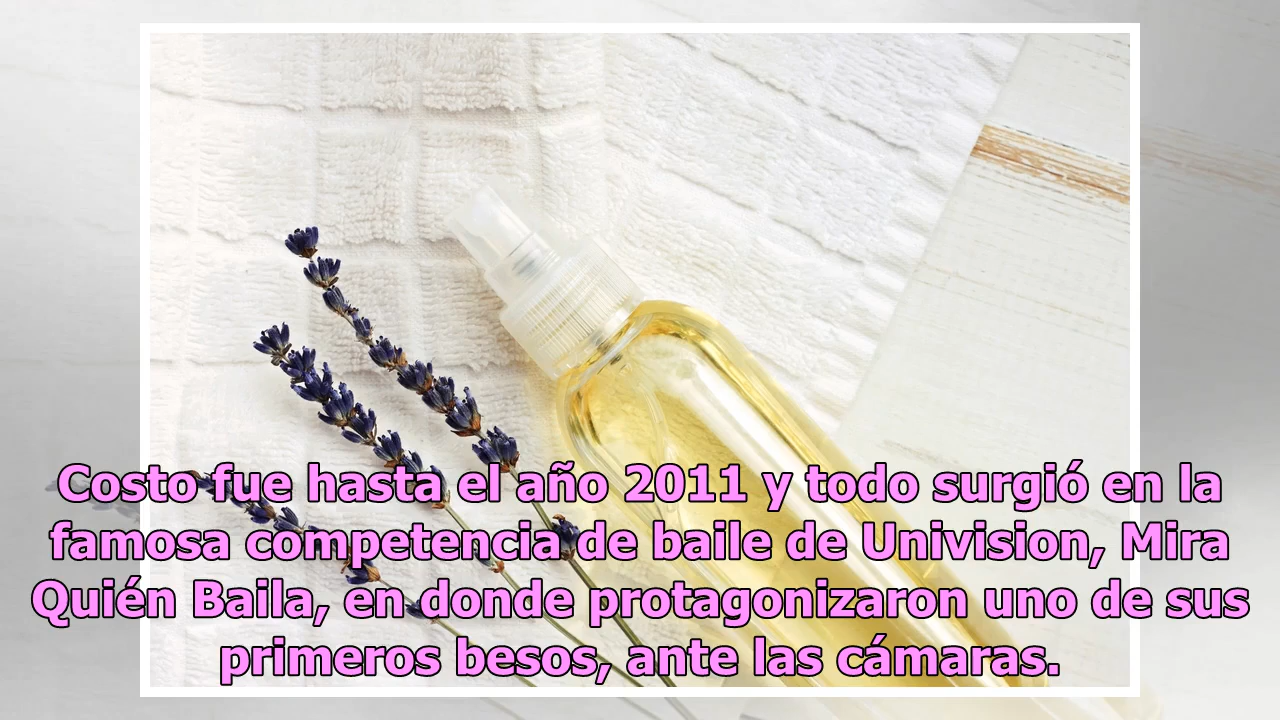 Costo fue hasta el año 2011 y todo surgió en la
famosa competencia de baile de Univision, Mira
Quién Baila, en donde protagonizaron uno de sus
primeros besos, ante las cámaras.